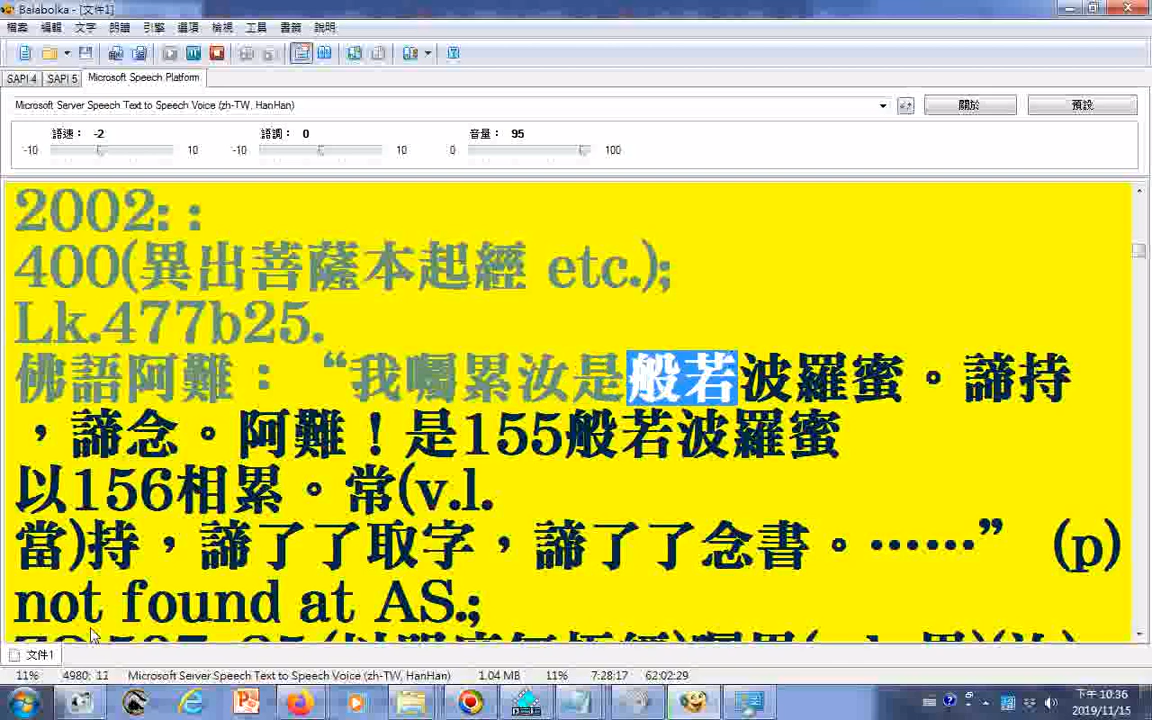 Balabolka - [文件1]
檔案 編輯 文字 朗讀 引擎 選項 檢視 工具 書籤 說明
SAPI 4 SAPI 5 Microsoft Speech Platform
Microsoft Server Speech Text to Speech Voice (zh-TW, HanHan) 關於 預設
語速: -2 語調: 0 音量: 95
-10 10 -10 10 0 100
2002: :
400(異出菩薩本起經 etc.);
Lk.477b25.
佛語阿難：“我囑累汝是般若波羅蜜。諦持
，諦念。阿難！是155般若波羅蜜
以156相累。常(v.l.
當)持，諦了了取字，諦了了念書。……” (p)
not found at AS.;
文件1
11% 4980; 11 Microsoft Server Speech Text to Speech Voice (zh-TW, HanHan) 1.04 MB 11% 7:28:17 62:02:29
下午 10:36
2019/11/15